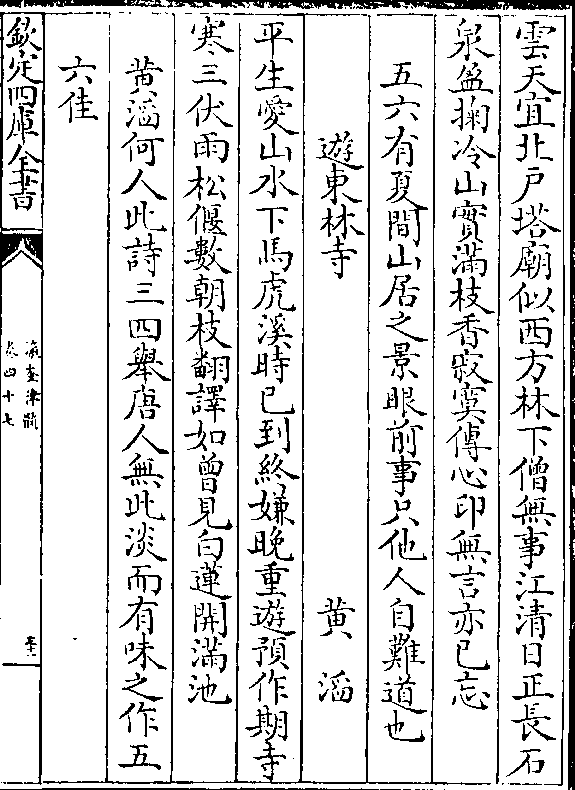 雲天宜北戸塔廟似西方林下僧無事江清日正長石
泉盈掬冷山實滿枝香寂寞傳心印無言亦已忘
五六有夏間山居之景眼前事只他人自難道也
遊東林寺 黄滔
平生愛山水下馬虎溪時已到終嫌晚重遊預作期寺
寒三伏雨松偃數朝枝翻譯如曾見白蓮開滿池
黄滔何人此詩三四舉唐人無此淡而有味之作五
六佳
欽定四庫全書
瀛奎律髓
卷四十七